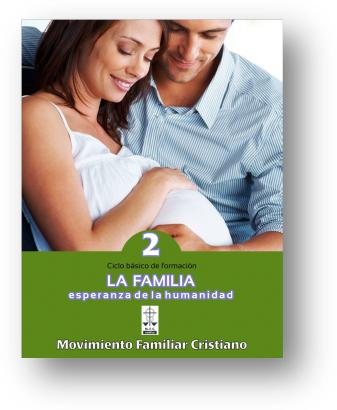 2
Ciclo básico de formación
LA FAMILIA
esperanza de la humanidad
Movimiento Familiar Cristiano